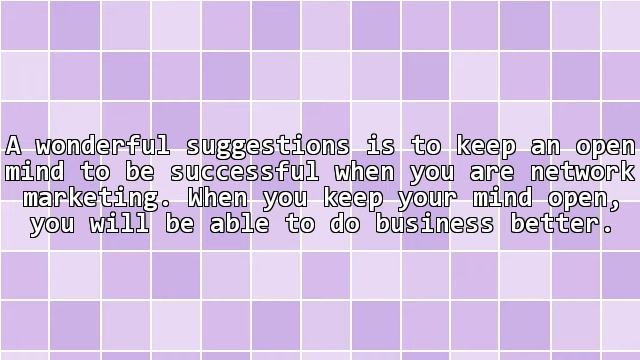 A wonderful suggestions is to keep an open
mind to be successful when you are network
marketing. When you keep your mind open,
you will be able to do business better.